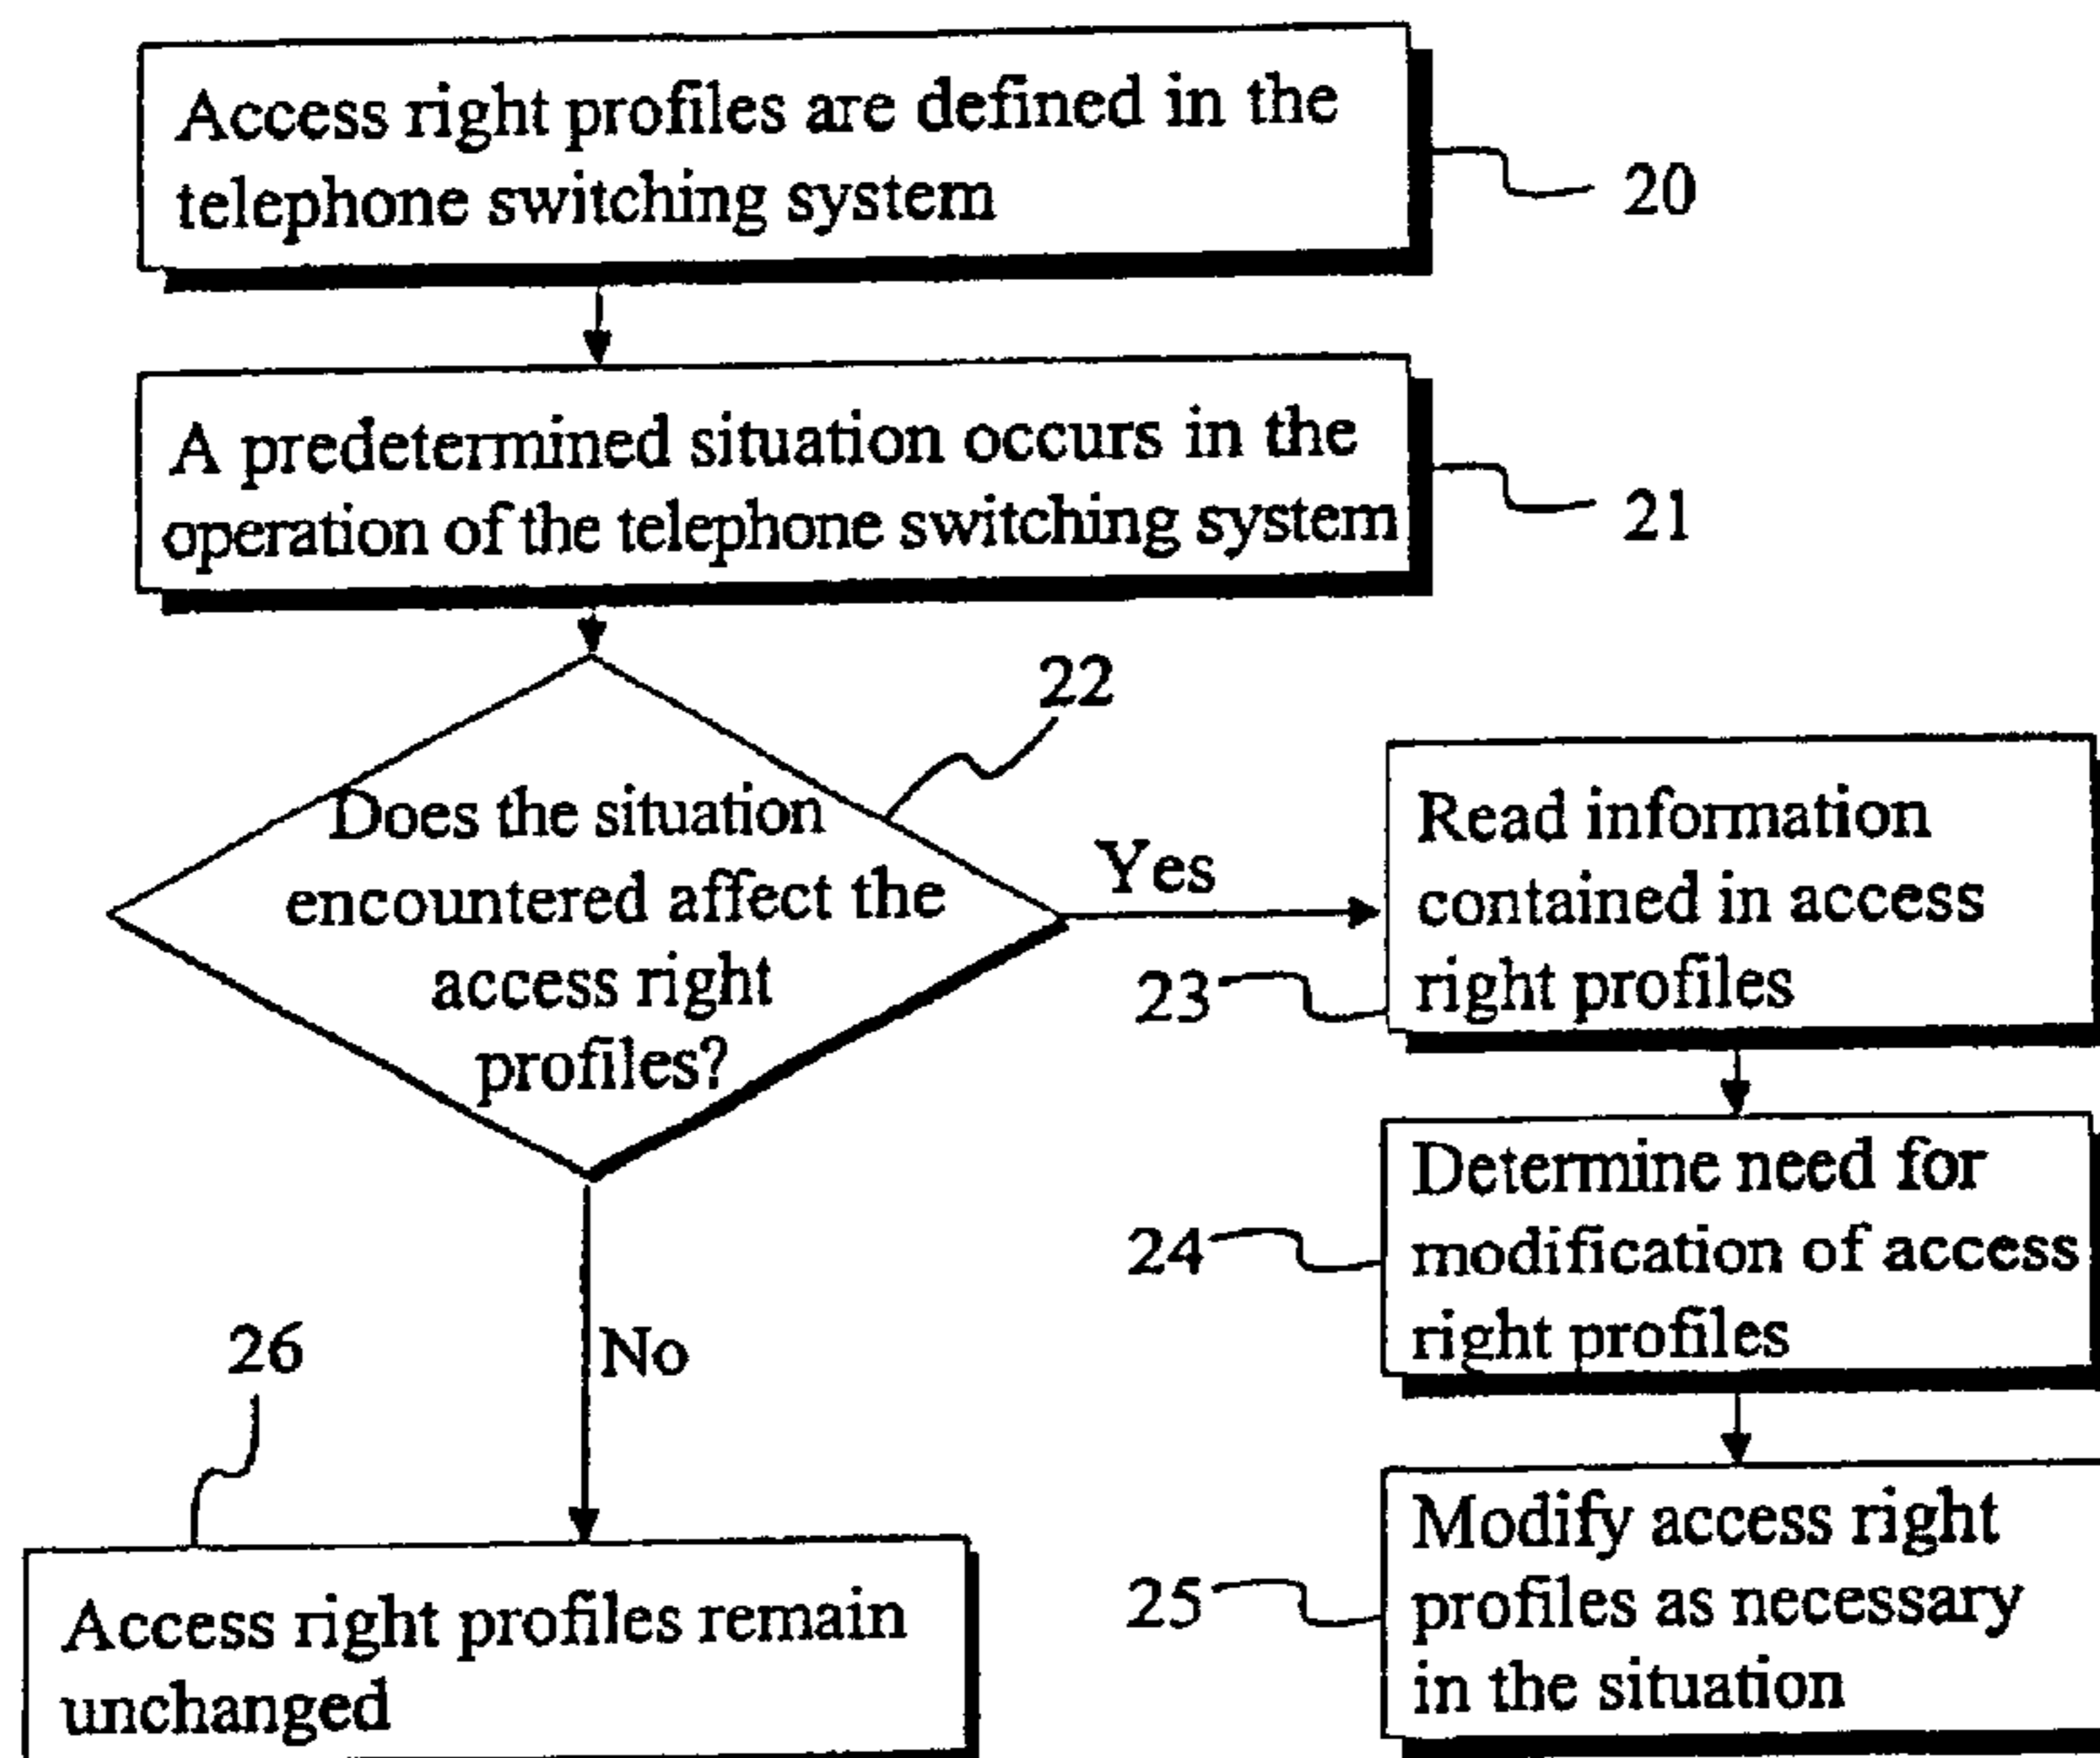 Access right profiles are defined in the
telephone switching system
20
A predetermined situation occurs in the
operation of the telephone switching system
21
22
Does the situation
encountered affect the
access right
profiles?
Yes
Read information
contained in access
right profiles
23
Determine need for
modification of access
right profiles
24
No
26
Modify access right
profiles as necessary
in the situation
25
Access right profiles remain
unchanged